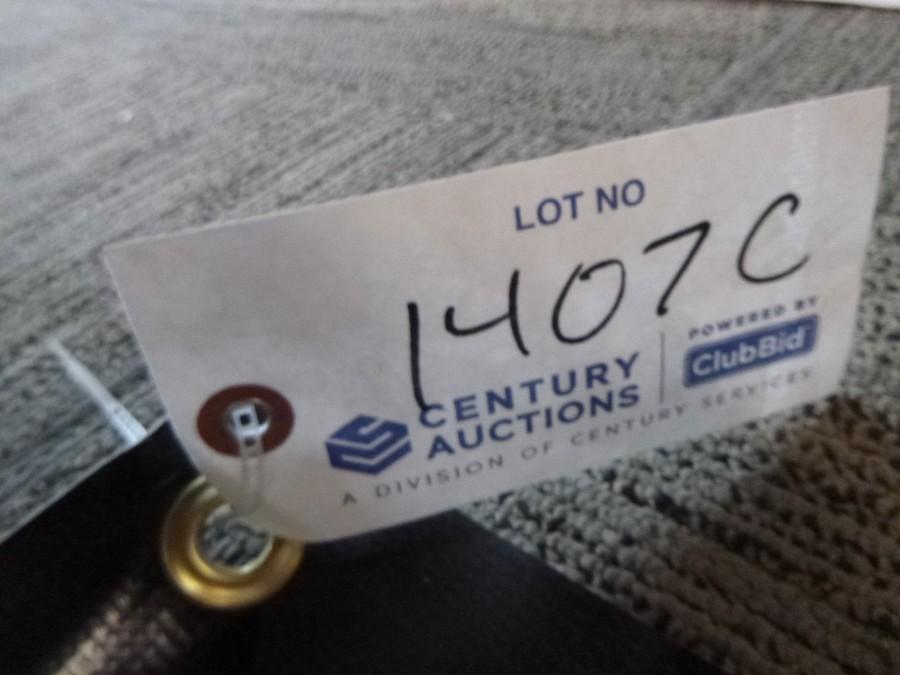 LOT NO
1407C
CENTURY AUCTIONS
POWERED BY
ClubBid
A DIVISION OF CENTURY SERVICES